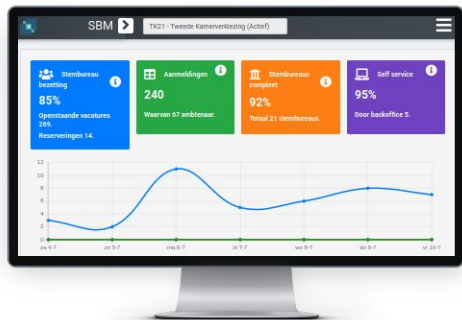 SBM
TK21 - Tweede Kamerverkiezing (Actief)
Stembureau
bezetting
85%
Openstaande vacatures
269.
Reserveringen 14.
Aanmeldingen
240
Waarvan 67 ambtenaar.
Stembureaus
compleet
92%
Totaal 21 stembureaus.
Self service
95%
Door backoffice 5.
12
10
8
6
4
2
0
za 4-7 zo 5-7 ma 6-7 di 7-7 wo 8-7 do 9-7 vr 10-7